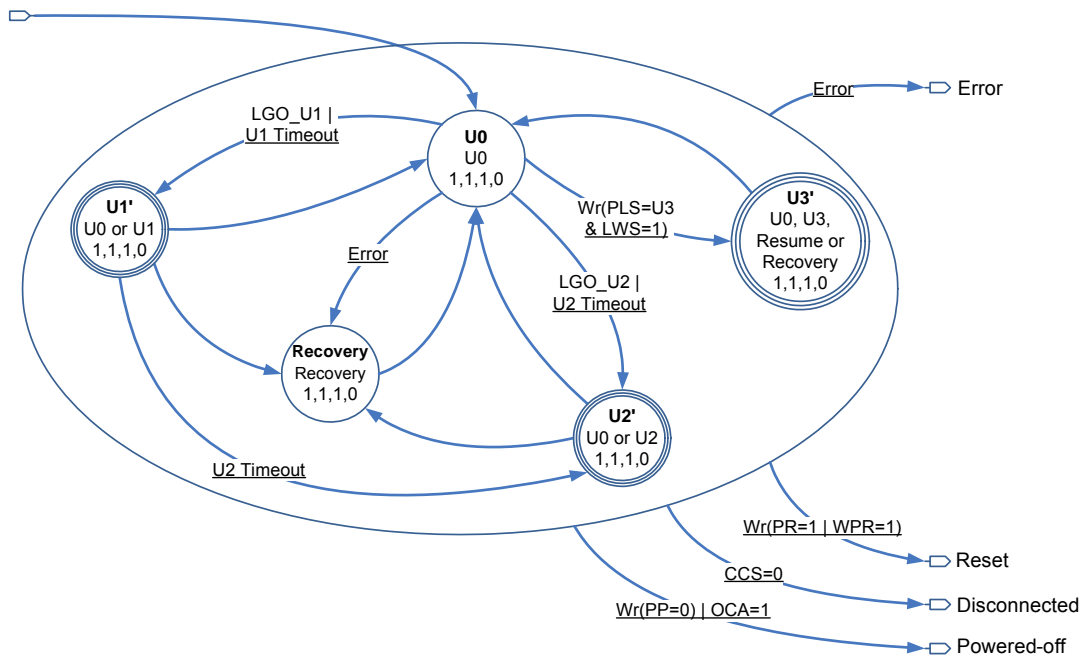 Error
Error
LGO_U1 |
U1 Timeout
U0
U0
1,1,1,0
U1'
U0 or U1
1,1,1,0
Wr(PLS=U3
& LWS=1)
U3'
U0, U3,
Resume or
Recovery
1,1,1,0
Error
LGO_U2 |
U2 Timeout
Recovery
Recovery
1,1,1,0
U2'
U0 or U2
1,1,1,0
U2 Timeout
Wr(PR=1 | WPR=1)
Reset
CCS=0
Disconnected
Wr(PP=0) | OCA=1
Powered-off